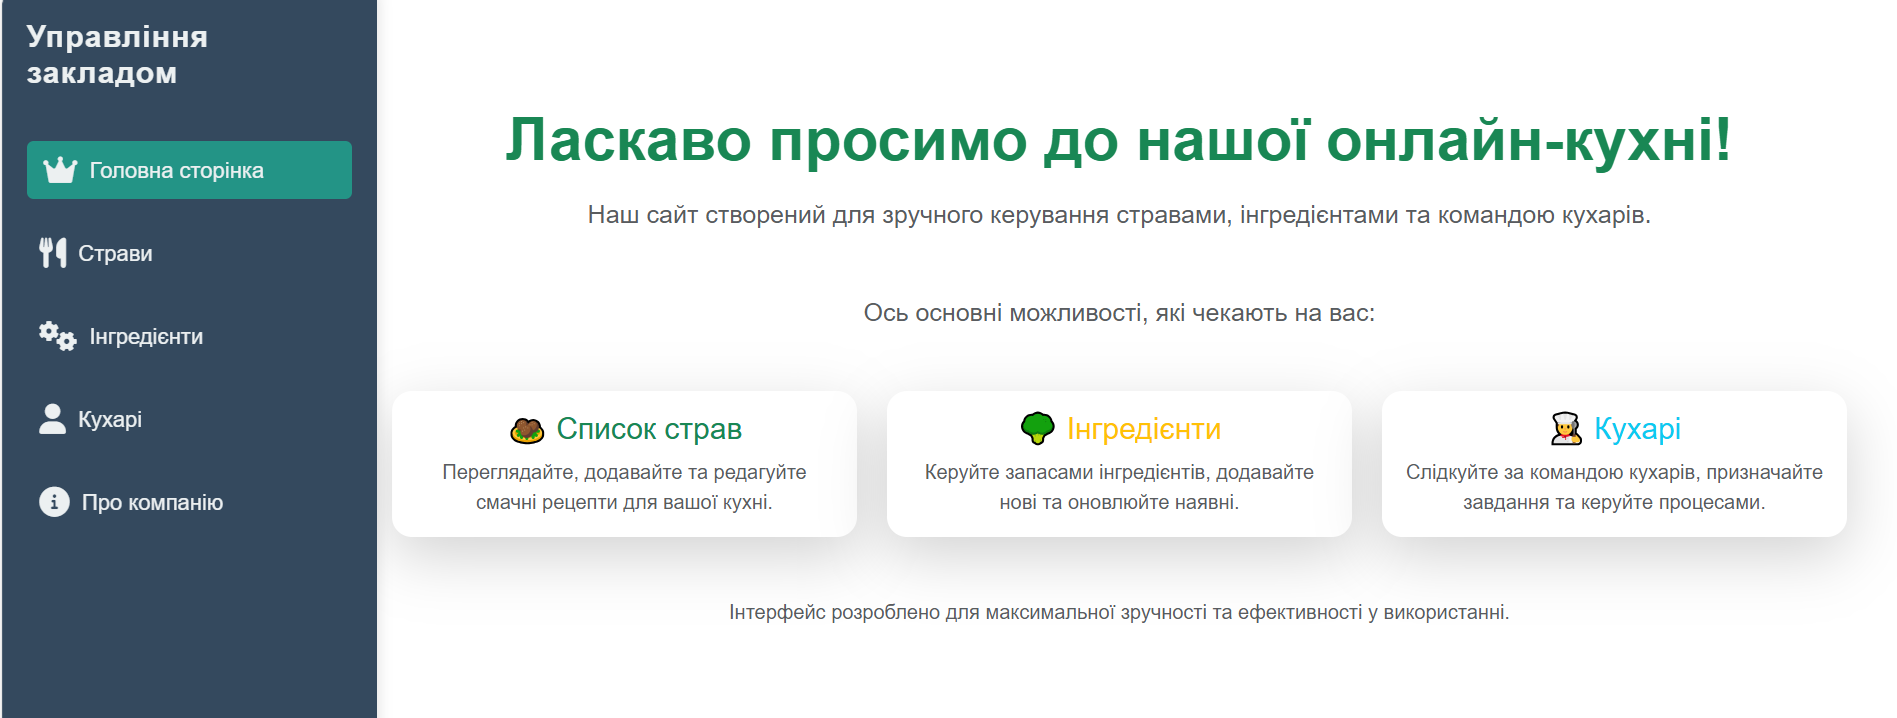 Управління
закладом
Головна сторінка
Страви
Інгредієнти
Кухарі
Про компанію
Ласкаво просимо до нашої онлайн-кухні!
Наш сайт створений для зручного керування стравами, інгредієнтами та командою кухарів.
Ось основні можливості, які чекають на вас:
Список страв
Переглядайте, додавайте та редагуйте
смачні рецепти для вашої кухні.
Інгредієнти
Керуйте запасами інгредієнтів, додавайте
нові та оновлюйте наявні.
Кухарі
Слідкуйте за командою кухарів, призначайте
завдання та керуйте процесами.
Інтерфейс розроблено для максимальної зручності та ефективності у використанні.